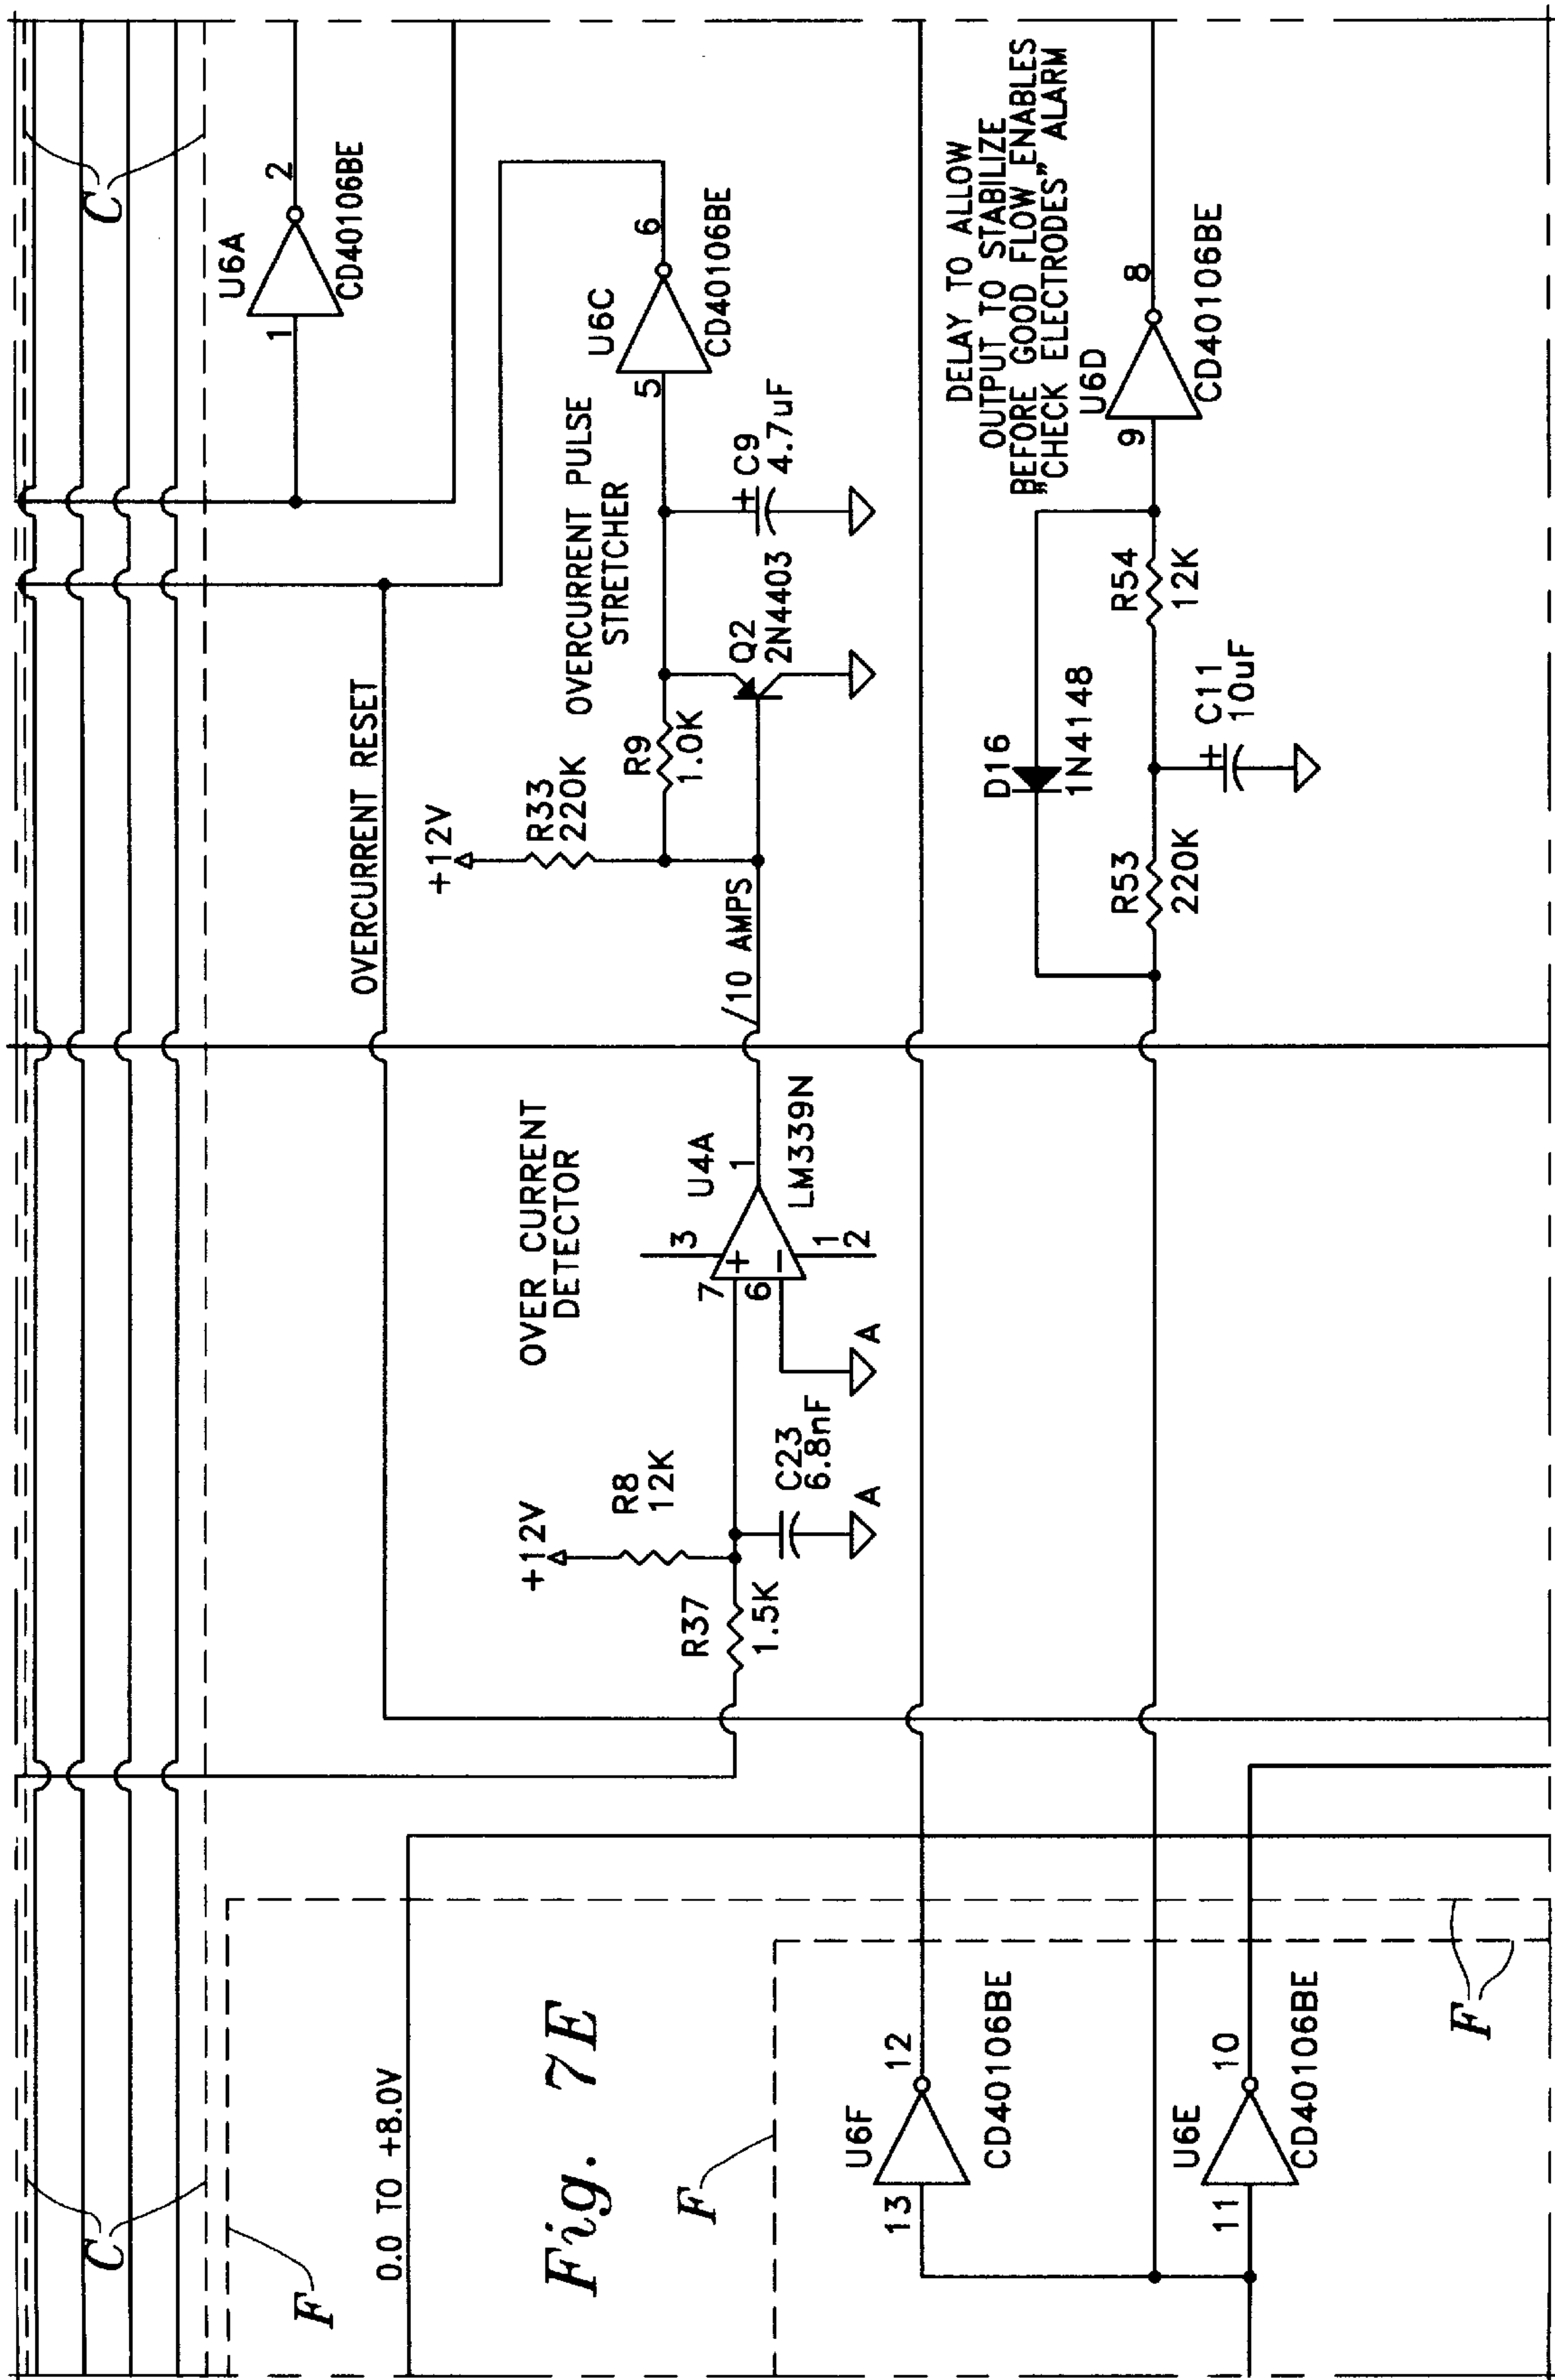 C
U6A
1
2
CD40106BE
OVERCURRENT RESET
OVERCURRENT PULSE
STRETCHER
U6C
5
6
CD40106BE
+12V
R33
220K
R9
1.0K
Q2
2N4403
C9
+
4.7uF
/10 AMPS
OVER CURRENT
DETECTOR
U4A
3
7
+
6
−
1
12
LM339N
+12V
R8
12K
R37
1.5K
C23
6.8nF
A
A
DELAY TO ALLOW
OUTPUT TO STABILIZE
BEFORE GOOD FLOW ENABLES
"CHECK ELECTRODES" ALARM
U6D
9
8
CD40106BE
D16
1N4148
R53
220K
R54
12K
C11
+
10uF
C
F
0.0 TO +8.0V
Fig. 7E
F
U6F
13
12
CD40106BE
U6E
11
10
CD40106BE
F